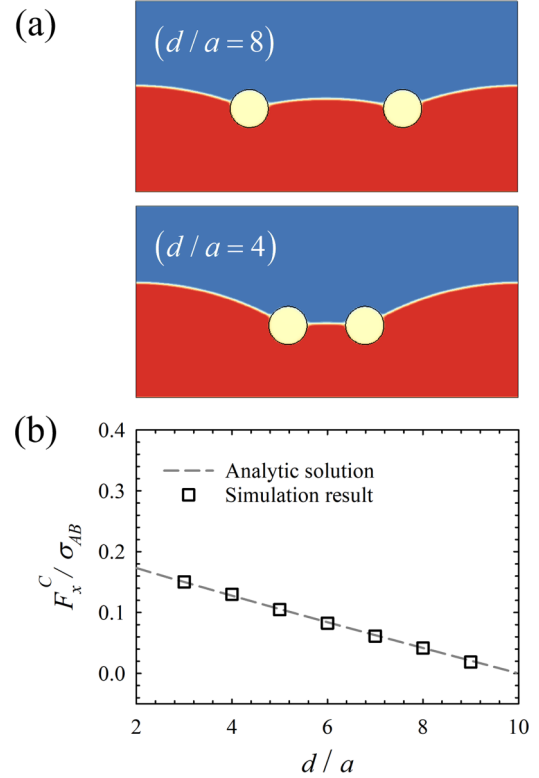 (a)
(d / a = 8)
(d / a = 4)
(b)
0.4
0.3
0.2
0.1
0.0
F_x^C / σ_AB
Analytic solution
Simulation result
2 4 6 8 10
d / a